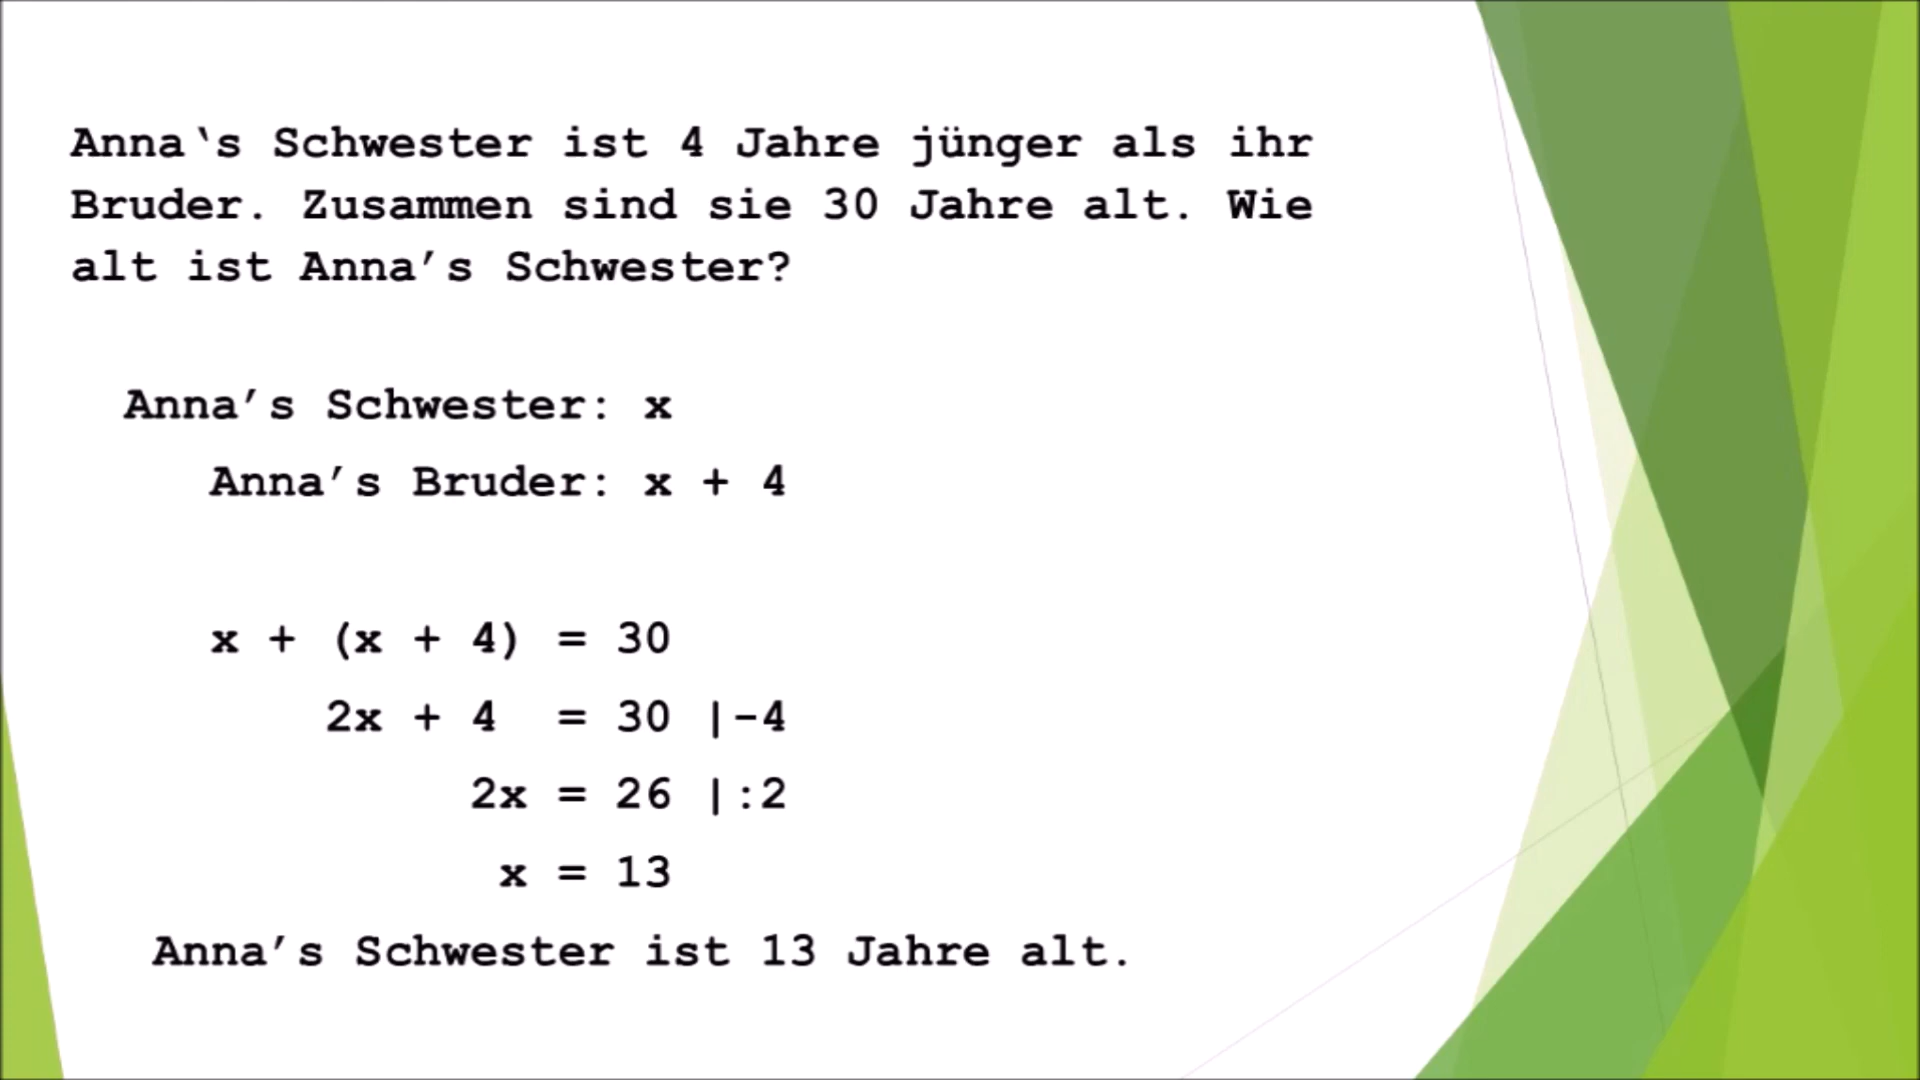 Anna‘s Schwester ist 4 Jahre jünger als ihr
Bruder. Zusammen sind sie 30 Jahre alt. Wie
alt ist Anna’s Schwester?
Anna’s Schwester: x
Anna’s Bruder: x + 4
x + (x + 4) = 30
2x + 4 = 30 |-4
2x = 26 |:2
x = 13
Anna’s Schwester ist 13 Jahre alt.